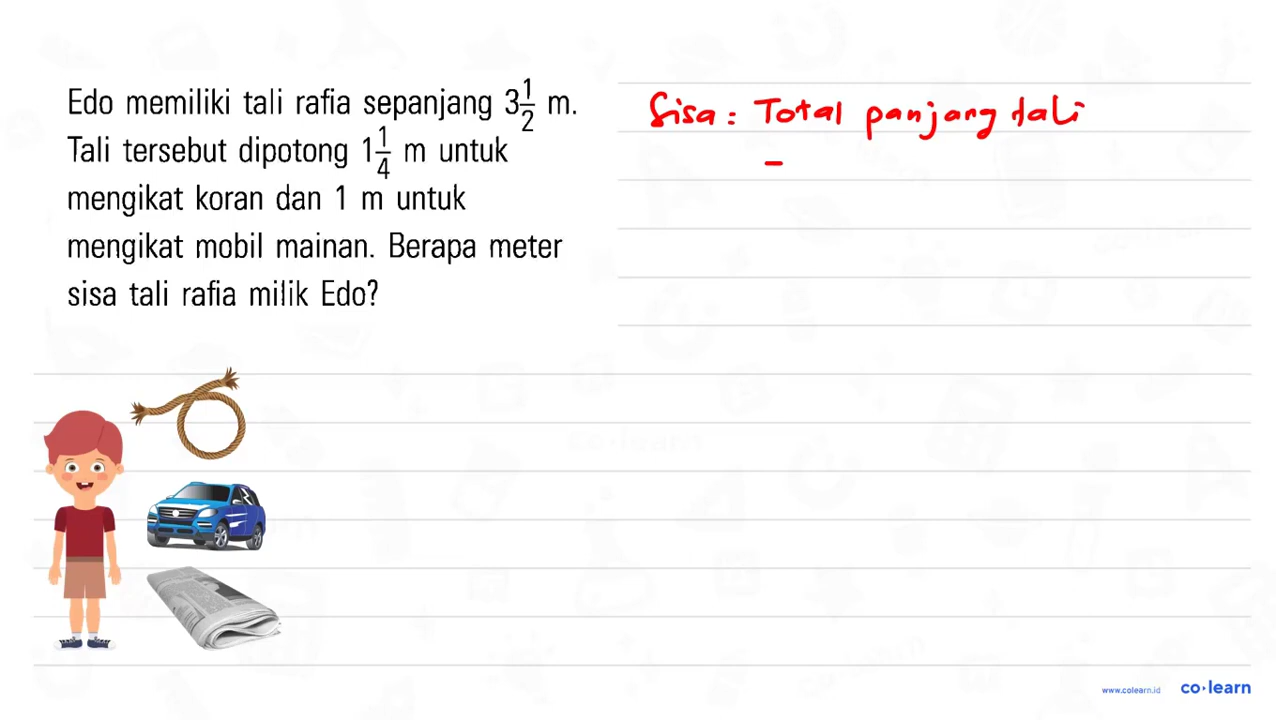 Edo memiliki tali rafia sepanjang 3 1/2 m.
Tali tersebut dipotong 1 1/4 m untuk
mengikat koran dan 1 m untuk
mengikat mobil mainan. Berapa meter
sisa tali rafia milik Edo?
Sisa = Total panjang tali
-
www.colearn.id co·learn